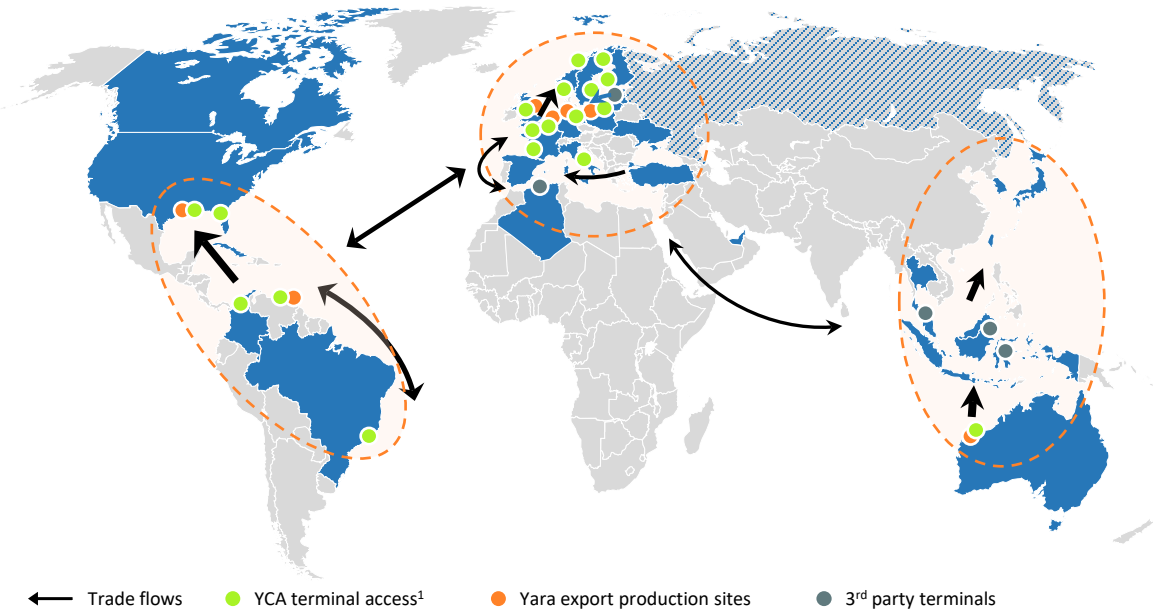 Trade flows YCA terminal access¹ Yara export production sites 3ʳᵈ party terminals